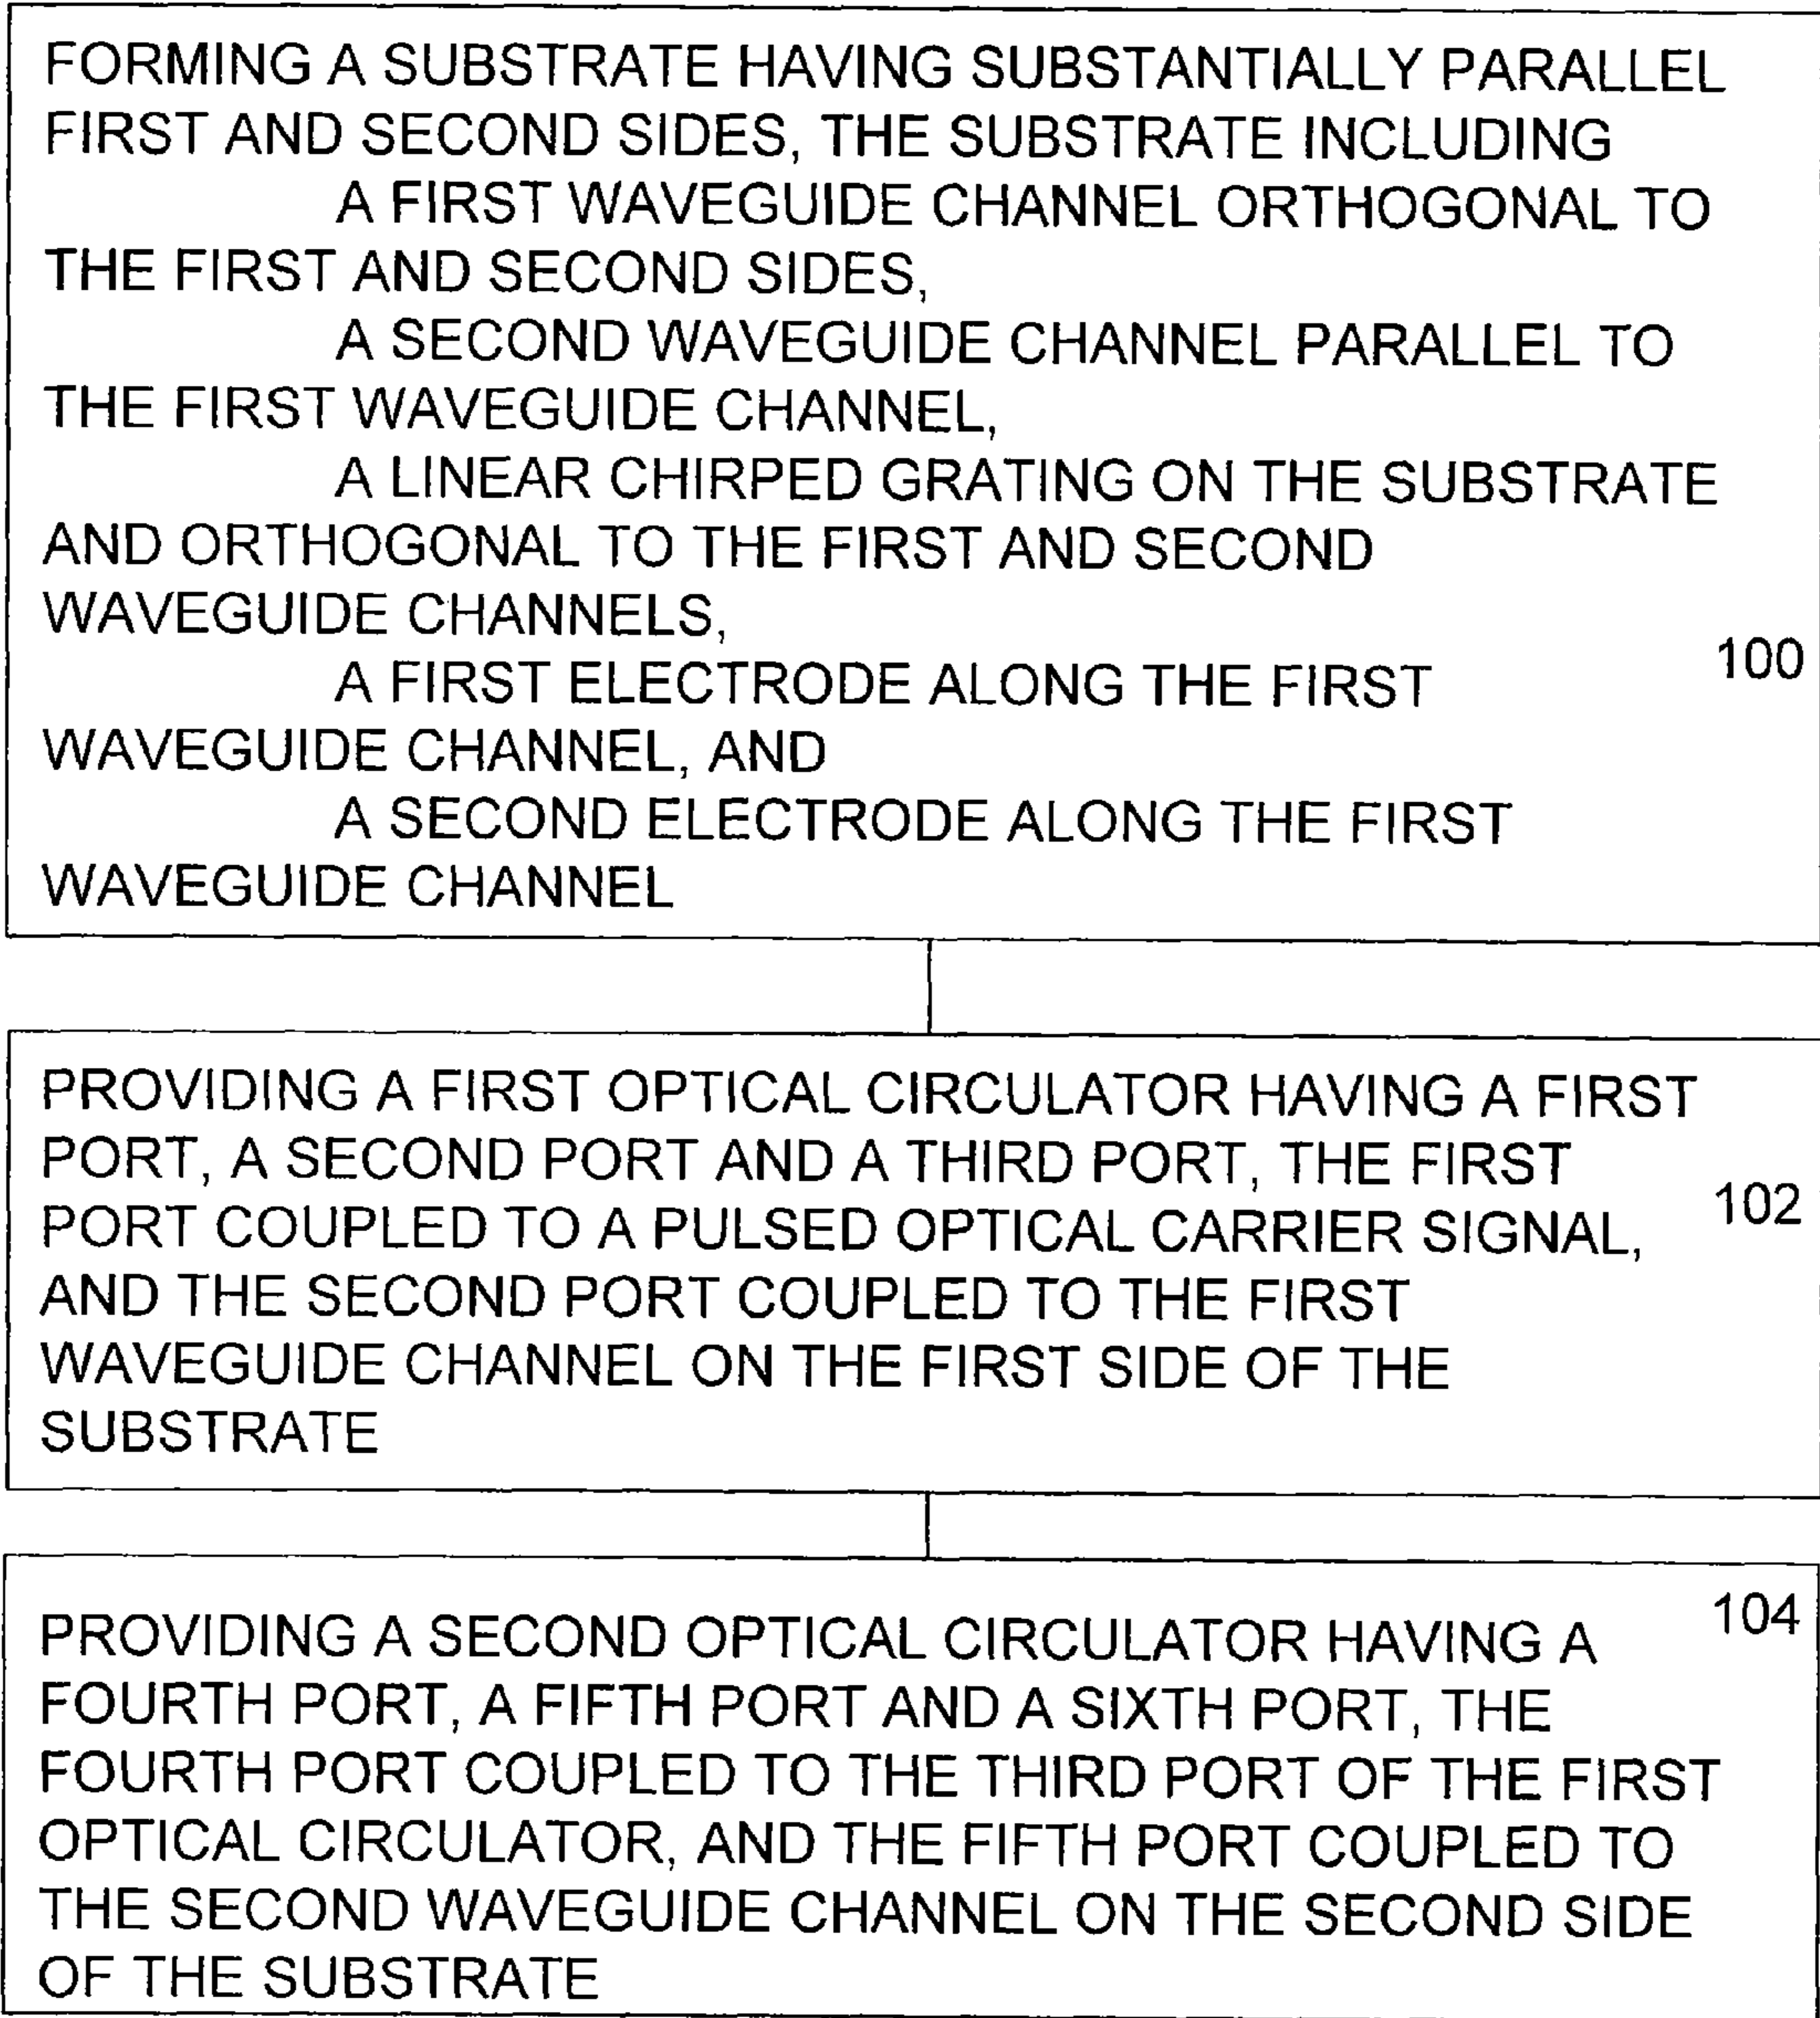 FORMING A SUBSTRATE HAVING SUBSTANTIALLY PARALLEL
FIRST AND SECOND SIDES, THE SUBSTRATE INCLUDING
A FIRST WAVEGUIDE CHANNEL ORTHOGONAL TO
THE FIRST AND SECOND SIDES,
A SECOND WAVEGUIDE CHANNEL PARALLEL TO
THE FIRST WAVEGUIDE CHANNEL,
A LINEAR CHIRPED GRATING ON THE SUBSTRATE
AND ORTHOGONAL TO THE FIRST AND SECOND
WAVEGUIDE CHANNELS,
A FIRST ELECTRODE ALONG THE FIRST
100
WAVEGUIDE CHANNEL, AND
A SECOND ELECTRODE ALONG THE FIRST
WAVEGUIDE CHANNEL
PROVIDING A FIRST OPTICAL CIRCULATOR HAVING A FIRST
PORT, A SECOND PORT AND A THIRD PORT, THE FIRST
PORT COUPLED TO A PULSED OPTICAL CARRIER SIGNAL,
102
AND THE SECOND PORT COUPLED TO THE FIRST
WAVEGUIDE CHANNEL ON THE FIRST SIDE OF THE
SUBSTRATE
104
PROVIDING A SECOND OPTICAL CIRCULATOR HAVING A
FOURTH PORT, A FIFTH PORT AND A SIXTH PORT, THE
FOURTH PORT COUPLED TO THE THIRD PORT OF THE FIRST
OPTICAL CIRCULATOR, AND THE FIFTH PORT COUPLED TO
THE SECOND WAVEGUIDE CHANNEL ON THE SECOND SIDE
OF THE SUBSTRATE